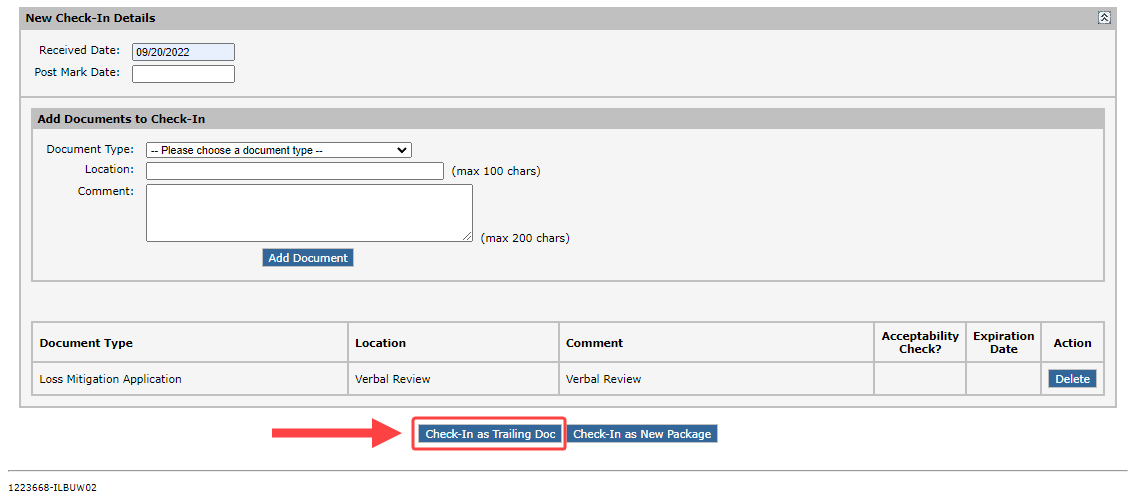 New Check-In Details
Received Date: 09/20/2022
Post Mark Date:
Add Documents to Check-In
Document Type: -- Please choose a document type --
Location: (max 100 chars)
Comment: (max 200 chars)
Add Document
Document Type Location Comment Acceptability Check? Expiration Date Action
Loss Mitigation Application Verbal Review Verbal Review Delete
Check-In as Trailing Doc Check-In as New Package
1223668-ILBUW02